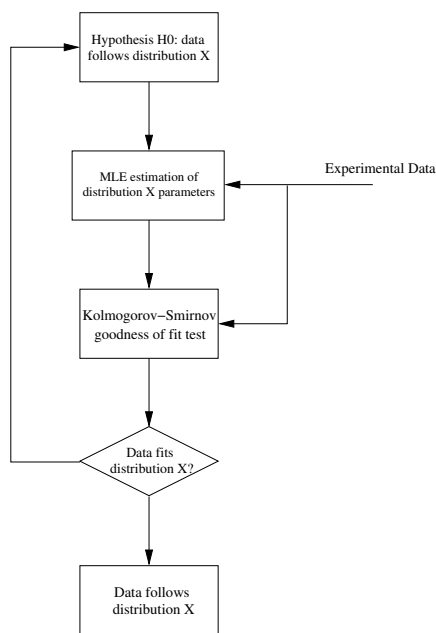 Hypothesis H0: data
follows distribution X
MLE estimation of
distribution X parameters
Experimental Data
Kolmogorov−Smirnov
goodness of fit test
Data fits
distribution X?
Data follows
distribution X